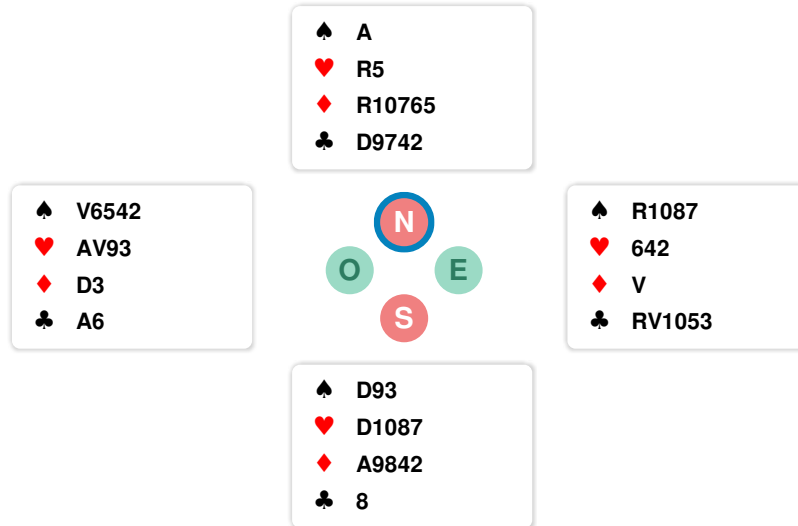 ♠ A
♥ R5
♦ R10765
♣ D9742
♠ V6542
♥ AV93
♦ D3
♣ A6
N
O E
S
♠ R1087
♥ 642
♦ V
♣ RV1053
♠ D93
♥ D1087
♦ A9842
♣ 8